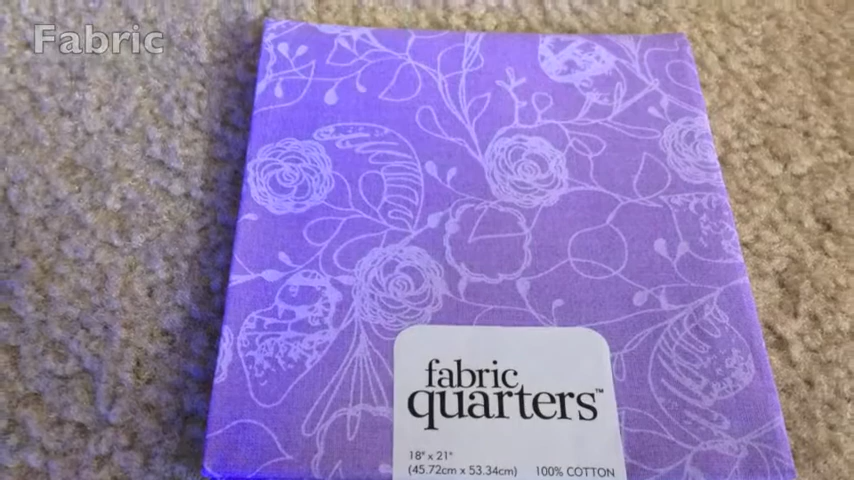 Fabric
fabric
quarters™
18" x 21"
(45.72cm x 53.34cm) 100% COTTON